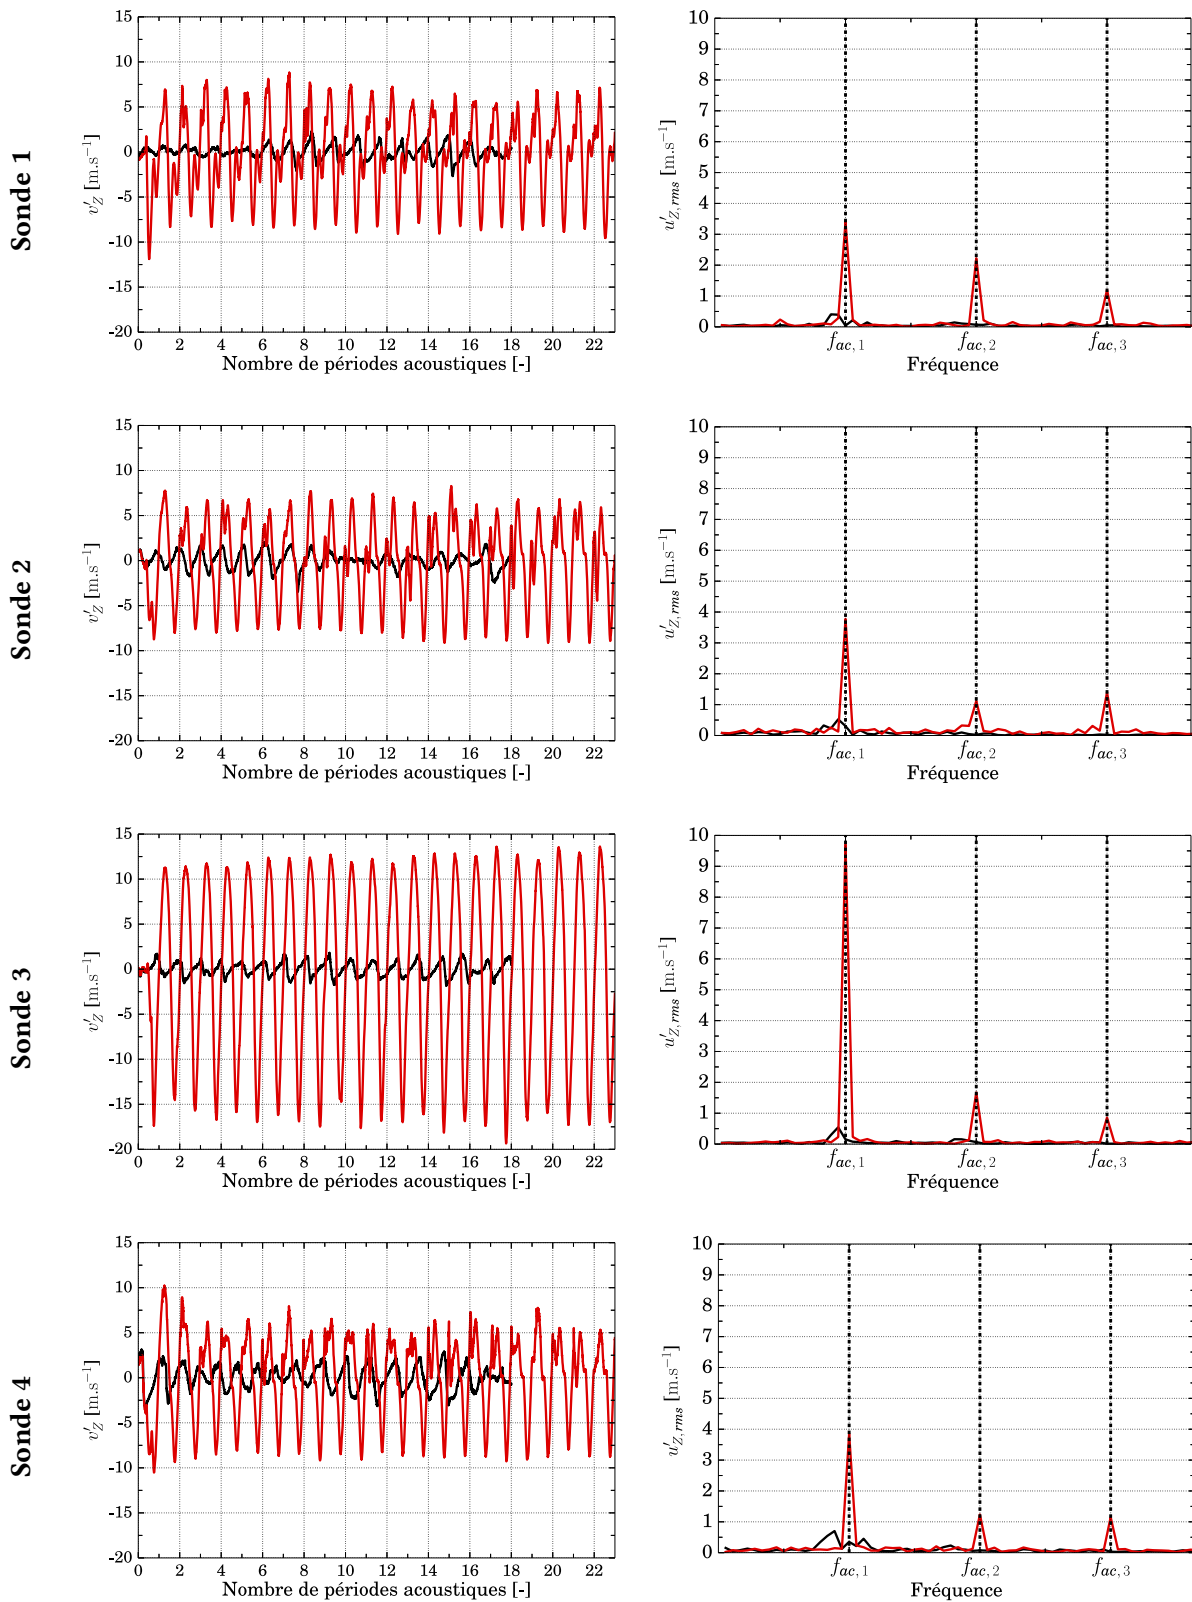 Sonde 1
v'_Z [m.s⁻¹]
15
10
5
0
-5
-10
-15
-20
0 2 4 6 8 10 12 14 16 18 20 22
Nombre de périodes acoustiques [-]
u'_Z,rms [m.s⁻¹]
10
9
8
7
6
5
4
3
2
1
0
f_ac,1 f_ac,2 f_ac,3
Fréquence
Sonde 2
v'_Z [m.s⁻¹]
15
10
5
0
-5
-10
-15
-20
0 2 4 6 8 10 12 14 16 18 20 22
Nombre de périodes acoustiques [-]
u'_Z,rms [m.s⁻¹]
10
9
8
7
6
5
4
3
2
1
0
f_ac,1 f_ac,2 f_ac,3
Fréquence
Sonde 3
v'_Z [m.s⁻¹]
15
10
5
0
-5
-10
-15
-20
0 2 4 6 8 10 12 14 16 18 20 22
Nombre de périodes acoustiques [-]
u'_Z,rms [m.s⁻¹]
10
9
8
7
6
5
4
3
2
1
0
f_ac,1 f_ac,2 f_ac,3
Fréquence
Sonde 4
v'_Z [m.s⁻¹]
15
10
5
0
-5
-10
-15
-20
0 2 4 6 8 10 12 14 16 18 20 22
Nombre de périodes acoustiques [-]
u'_Z,rms [m.s⁻¹]
10
9
8
7
6
5
4
3
2
1
0
f_ac,1 f_ac,2 f_ac,3
Fréquence